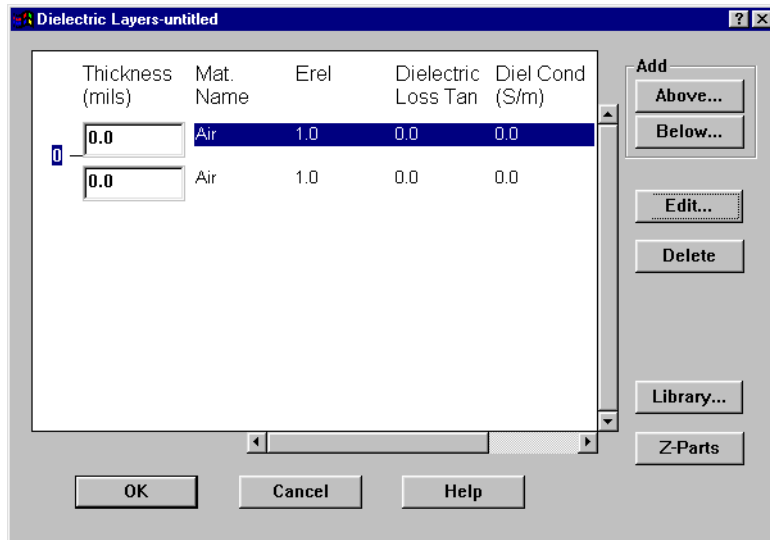 Dielectric Layers-untitled
Thickness Mat. Erel Dielectric Diel Cond
(mils) Name Loss Tan (S/m)
0.0 Air 1.0 0.0 0.0
0
0.0 Air 1.0 0.0 0.0
Add
Above...
Below...
Edit...
Delete
Library...
Z-Parts
OK Cancel Help